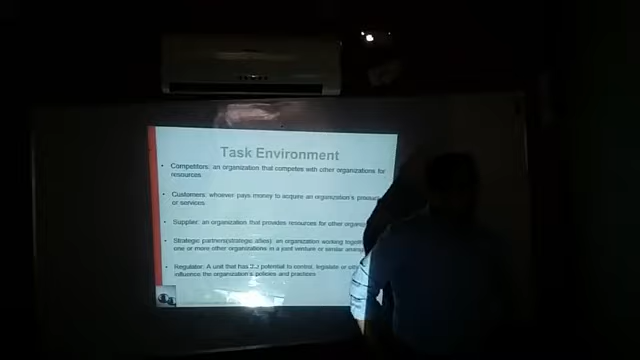 Task Environment
• Competitors: an organization that competes with other organizations for
resources
• Customers: whoever pays money to acquire an organization's
or services
• Supplier: an organization that provides resources for other
• Strategic partners(strategic allies): an organization working
one or more other organizations in a joint venture or similar
• Regulator: A unit that has potential to control, legislate or
influence the organization's policies and practices